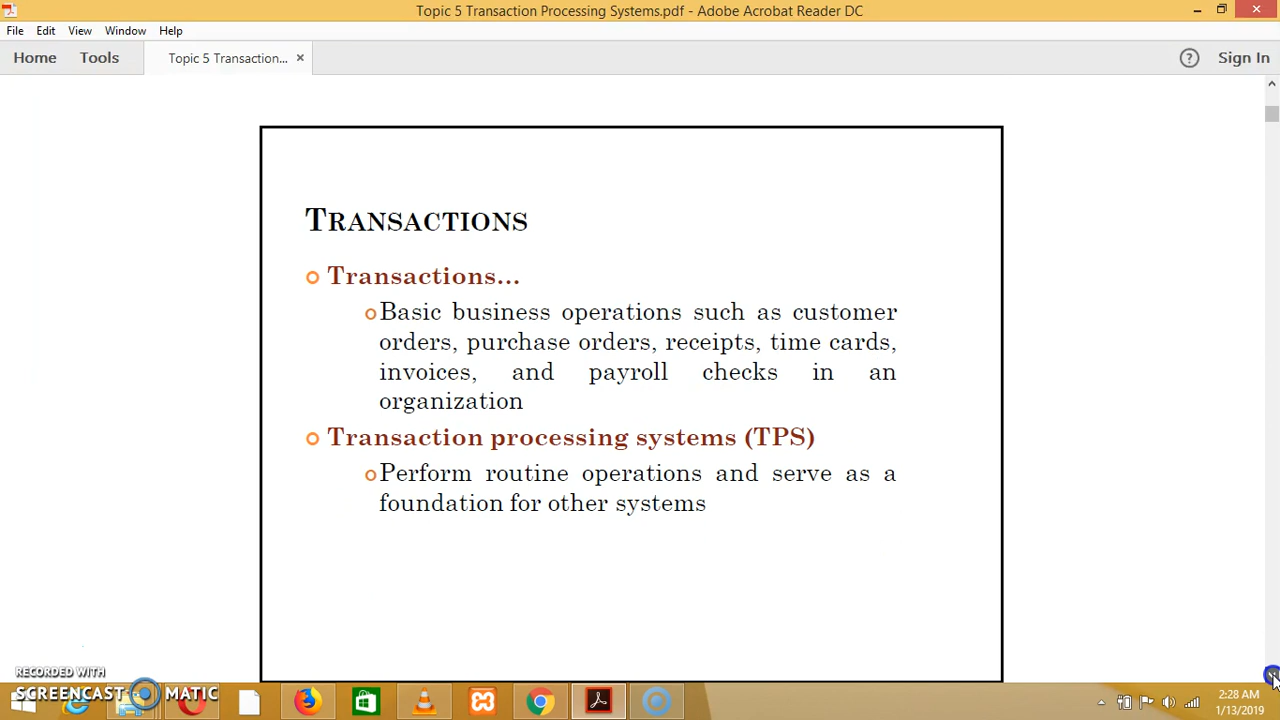 Topic 5 Transaction Processing Systems.pdf - Adobe Acrobat Reader DC
File Edit View Window Help
Home Tools Topic 5 Transaction... × ? Sign In
TRANSACTIONS
Transactions...
Basic business operations such as customer
orders, purchase orders, receipts, time cards,
invoices, and payroll checks in an
organization
Transaction processing systems (TPS)
Perform routine operations and serve as a
foundation for other systems
RECORDED WITH
SCREENCAST MATIC
2:28 AM
1/13/2019